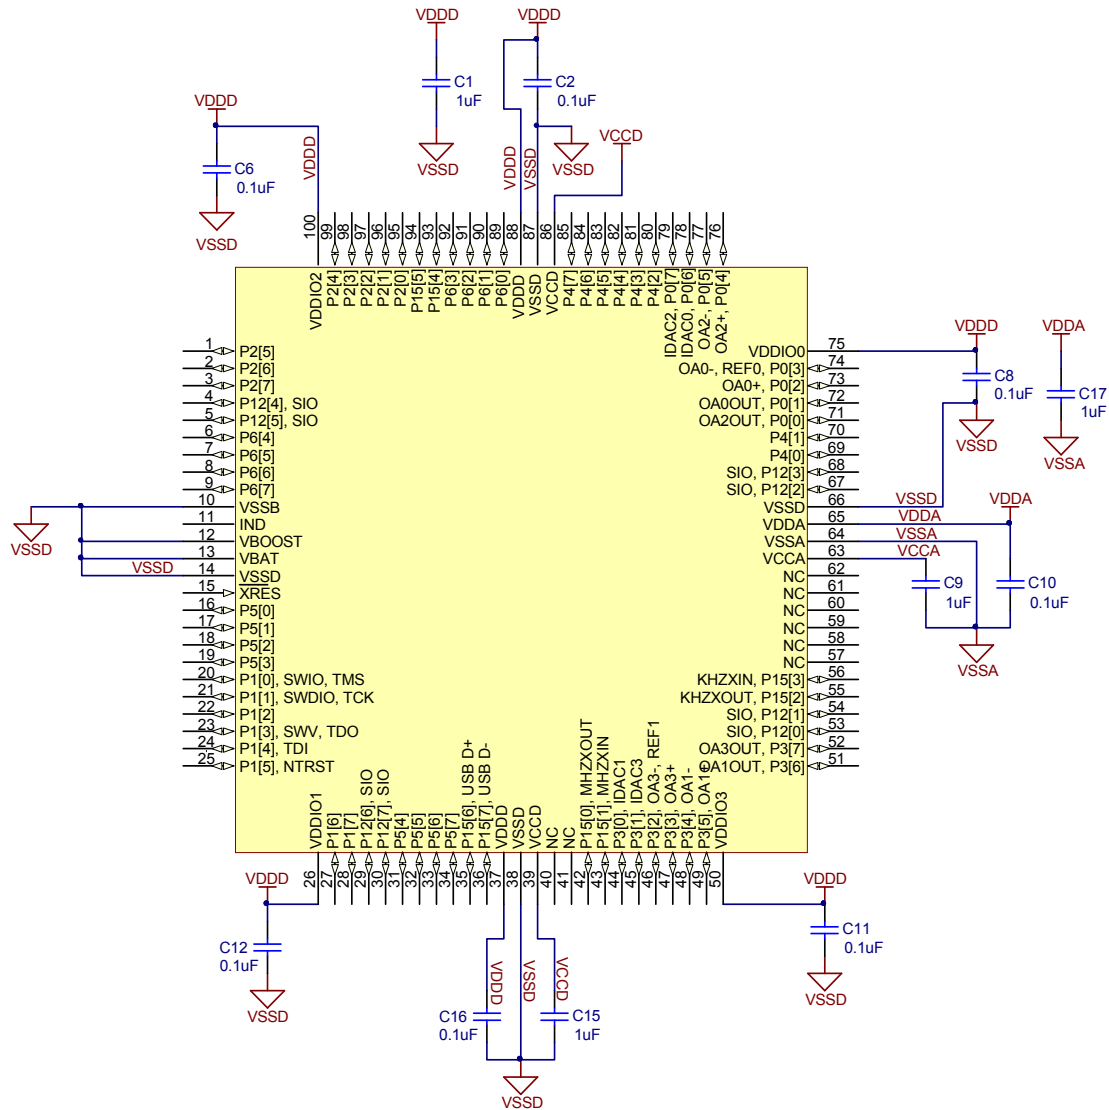 VDDD
VDDD
C1
1uF
C2
0.1uF
VDDD
VSSD
VSSD
VCCD
C6
0.1uF
VSSD
VDDD
VDDD
VSSD
100
99
98
97
96
95
94
93
92
91
90
89
88
87
86
85
84
83
82
81
80
79
78
77
76
VDDIO2
P2[4]
P2[3]
P2[2]
P2[1]
P2[0]
P15[5]
P15[4]
P6[3]
P6[2]
P6[1]
P6[0]
VDDD
VSSD
VCCD
P4[7]
P4[6]
P4[5]
P4[4]
P4[3]
P4[2]
IDAC2, P0[7]
IDAC0, P0[6]
OA2-, P0[5]
OA2+, P0[4]
1 P2[5]
2 P2[6]
3 P2[7]
4 P12[4], SIO
5 P12[5], SIO
6 P6[4]
7 P6[5]
8 P6[6]
9 P6[7]
10 VSSB
11 IND
12 VBOOST
13 VBAT
VSSD 14 VSSD
15 XRES
16 P5[0]
17 P5[1]
18 P5[2]
19 P5[3]
20 P1[0], SWIO, TMS
21 P1[1], SWDIO, TCK
22 P1[2]
23 P1[3], SWV, TDO
24 P1[4], TDI
25 P1[5], NTRST
VSSD
VDDIO0 75
OA0-, REF0, P0[3] 74
OA0+, P0[2] 73
OA0OUT, P0[1] 72
OA2OUT, P0[0] 71
P4[1] 70
P4[0] 69
SIO, P12[3] 68
SIO, P12[2] 67
VSSD 66 VSSD
VDDA 65 VDDA
VSSA 64 VSSA
VCCA 63 VCCA
NC 62
NC 61
NC 60
NC 59
NC 58
NC 57
KHZXIN, P15[3] 56
KHZXOUT, P15[2] 55
SIO, P12[1] 54
SIO, P12[0] 53
OA3OUT, P3[7] 52
OA1OUT, P3[6] 51
VDDD
C8
0.1uF
VSSD
VDDA
C17
1uF
VSSA
VDDA
C9
1uF
C10
0.1uF
VSSA
VDDIO1
P1[6]
P1[7]
P12[6], SIO
P12[7], SIO
P5[4]
P5[5]
P5[6]
P5[7]
P15[6], USB D+
P15[7], USB D-
VDDD
VSSD
VCCD
NC
NC
P15[0], MHZXOUT
P15[1], MHZXIN
P3[0], IDAC1
P3[1], IDAC3
P3[2], OA3-, REF1
P3[3], OA3+
P3[4], OA1-
P3[5], OA1+
VDDIO3
26
27
28
29
30
31
32
33
34
35
36
37
38
39
40
41
42
43
44
45
46
47
48
49
50
VDDD
C12
0.1uF
VSSD
VDDD
VSSD
VCCD
C16
0.1uF
C15
1uF
VSSD
VDDD
C11
0.1uF
VSSD